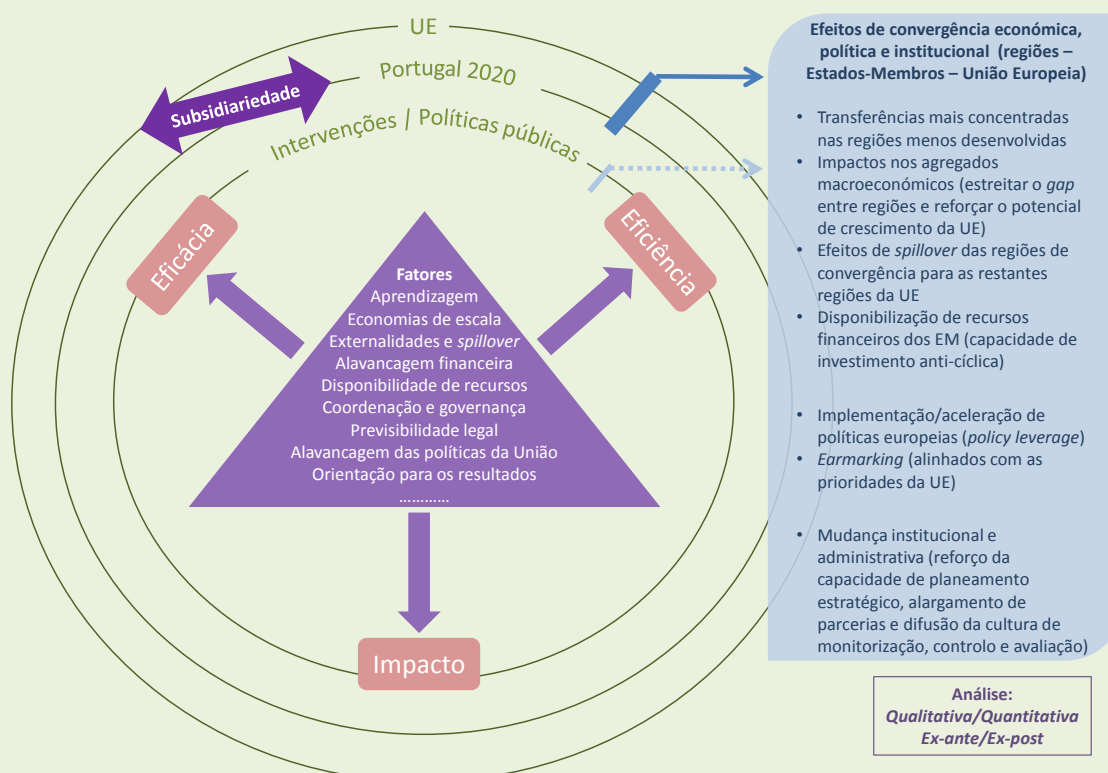 UE
Portugal 2020
Intervenções | Políticas públicas
Subsidiariedade
Eficácia
Eficiência
Fatores
Aprendizagem
Economias de escala
Externalidades e spillover
Alavancagem financeira
Disponibilidade de recursos
Coordenação e governança
Previsibilidade legal
Alavancagem das políticas da União
Orientação para os resultados
............
Impacto
Efeitos de convergência económica,
política e institucional (regiões –
Estados-Membros – União Europeia)
• Transferências mais concentradas
nas regiões menos desenvolvidas
• Impactos nos agregados
macroeconómicos (estreitar o gap
entre regiões e reforçar o potencial
de crescimento da UE)
• Efeitos de spillover das regiões de
convergência para as restantes
regiões da UE
• Disponibilização de recursos
financeiros dos EM (capacidade de
investimento anti-cíclica)
• Implementação/aceleração de
políticas europeias (policy leverage)
• Earmarking (alinhados com as
prioridades da UE)
• Mudança institucional e
administrativa (reforço da
capacidade de planeamento
estratégico, alargamento de
parcerias e difusão da cultura de
monitorização, controlo e avaliação)
Análise:
Qualitativa/Quantitativa
Ex-ante/Ex-post